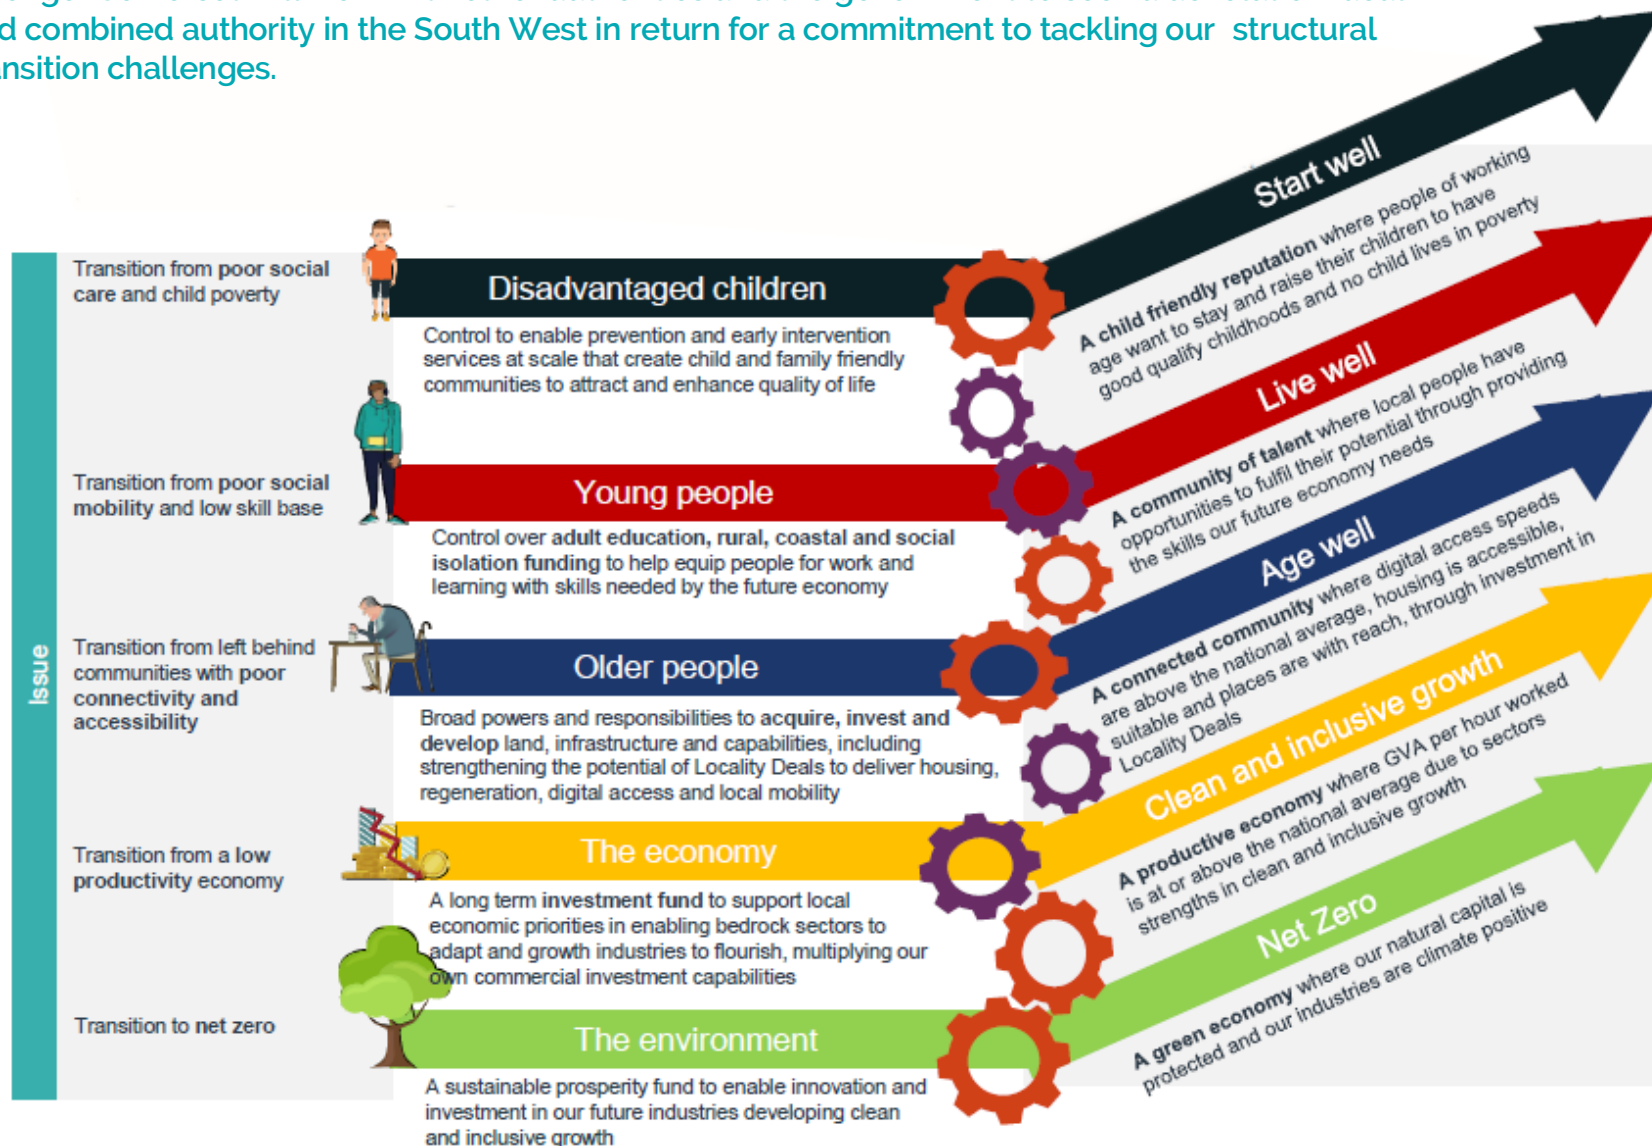 d combined authority in the South West in return for a commitment to tackling our structural
nsition challenges.
Issue
Transition from poor social
care and child poverty
Disadvantaged children
Control to enable prevention and early intervention
services at scale that create child and family friendly
communities to attract and enhance quality of life
Start well
A child friendly reputation where people of working
age want to stay and raise their children to have
good qualify childhoods and no child lives in poverty
Transition from poor social
mobility and low skill base
Young people
Control over adult education, rural, coastal and social
isolation funding to help equip people for work and
learning with skills needed by the future economy
Live well
A community of talent where local people have
opportunities to fulfil their potential through providing
the skills our future economy needs
Transition from left behind
communities with poor
connectivity and
accessibility
Older people
Broad powers and responsibilities to acquire, invest and
develop land, infrastructure and capabilities, including
strengthening the potential of Locality Deals to deliver housing,
regeneration, digital access and local mobility
Age well
A connected community where digital access speeds
are above the national average, housing is accessible,
suitable and places are with reach, through investment in
Locality Deals
Transition from a low
productivity economy
The economy
A long term investment fund to support local
economic priorities in enabling bedrock sectors to
adapt and growth industries to flourish, multiplying our
own commercial investment capabilities
Clean and inclusive growth
A productive economy where GVA per hour worked
is at or above the national average due to sectors
strengths in clean and inclusive growth
Transition to net zero
The environment
A sustainable prosperity fund to enable innovation and
investment in our future industries developing clean
and inclusive growth
Net Zero
A green economy where our natural capital is
protected and our industries are climate positive